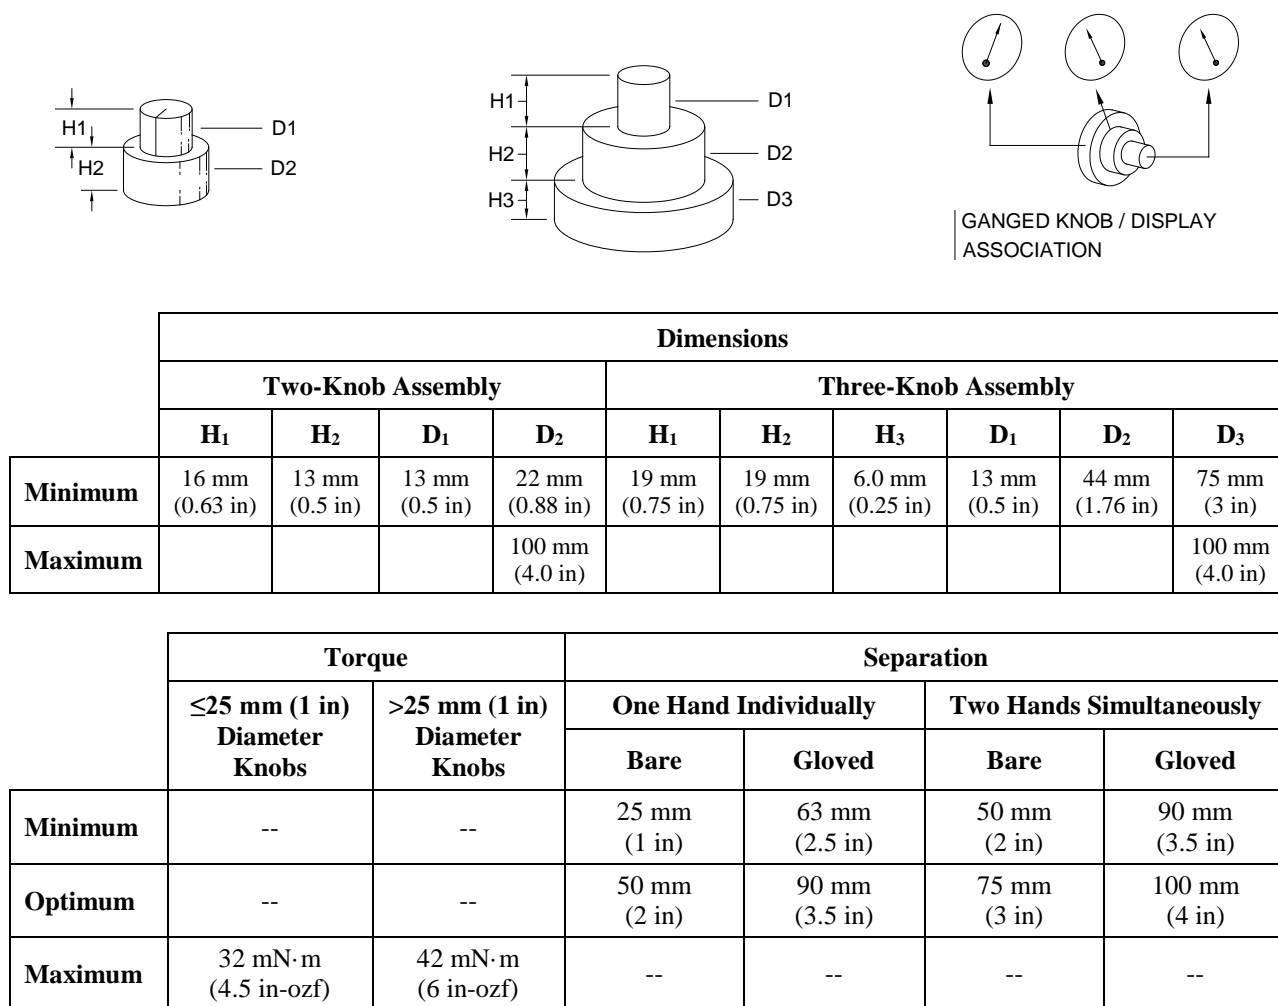 H1
H2
D1
D2
H1
H2
H3
D1
D2
D3
GANGED KNOB / DISPLAY
ASSOCIATION
Dimensions
Two-Knob Assembly Three-Knob Assembly
H₁ H₂ D₁ D₂ H₁ H₂ H₃ D₁ D₂ D₃
Minimum 16 mm (0.63 in) 13 mm (0.5 in) 13 mm (0.5 in) 22 mm (0.88 in) 19 mm (0.75 in) 19 mm (0.75 in) 6.0 mm (0.25 in) 13 mm (0.5 in) 44 mm (1.76 in) 75 mm (3 in)
Maximum 100 mm (4.0 in) 100 mm (4.0 in)
Torque Separation
≤25 mm (1 in) Diameter Knobs >25 mm (1 in) Diameter Knobs One Hand Individually Two Hands Simultaneously
Bare Gloved Bare Gloved
Minimum -- -- 25 mm (1 in) 63 mm (2.5 in) 50 mm (2 in) 90 mm (3.5 in)
Optimum -- -- 50 mm (2 in) 90 mm (3.5 in) 75 mm (3 in) 100 mm (4 in)
Maximum 32 mN·m (4.5 in-ozf) 42 mN·m (6 in-ozf) -- -- -- --